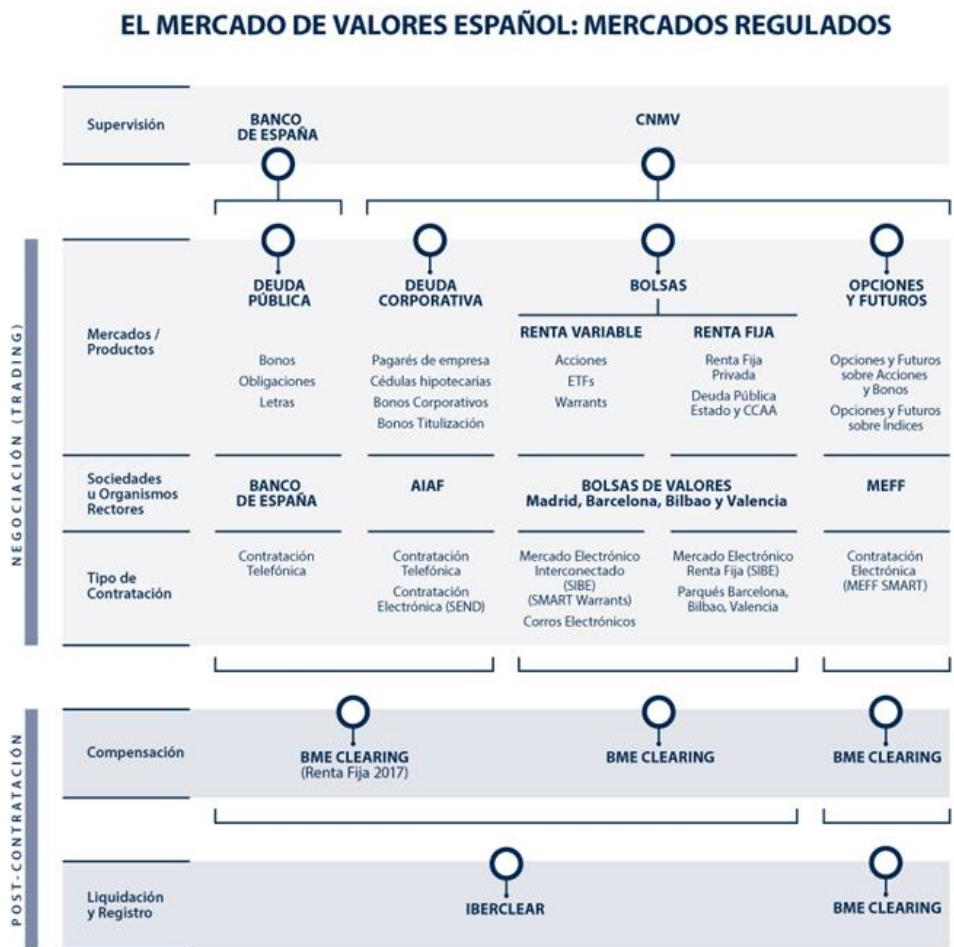 EL MERCADO DE VALORES ESPAÑOL: MERCADOS REGULADOS
Supervisión
BANCO
DE ESPAÑA
CNMV
NEGOCIACIÓN (TRADING)
Mercados /
Productos
DEUDA
PÚBLICA
Bonos
Obligaciones
Letras
DEUDA
CORPORATIVA
Pagarés de empresa
Cédulas hipotecarias
Bonos Corporativos
Bonos Titulización
BOLSAS
RENTA VARIABLE
Acciones
ETFs
Warrants
RENTA FIJA
Renta Fija
Privada
Deuda Pública
Estado y CCAA
OPCIONES
Y FUTUROS
Opciones y Futuros
sobre Acciones
y Bonos
Opciones y Futuros
sobre Índices
Sociedades
u Organismos
Rectores
BANCO
DE ESPAÑA
AIAF
BOLSAS DE VALORES
Madrid, Barcelona, Bilbao y Valencia
MEFF
Tipo de
Contratación
Contratación
Telefónica
Contratación
Telefónica
Contratación
Electrónica (SEND)
Mercado Electrónico
Interconectado
(SIBE)
(SMART Warrants)
Corros Electrónicos
Mercado Electrónico
Renta Fija (SIBE)
Parqués Barcelona,
Bilbao, Valencia
Contratación
Electrónica
(MEFF SMART)
POST-CONTRATACIÓN
Compensación
BME CLEARING
(Renta Fija 2017)
BME CLEARING
BME CLEARING
Liquidación
y Registro
IBERCLEAR
BME CLEARING